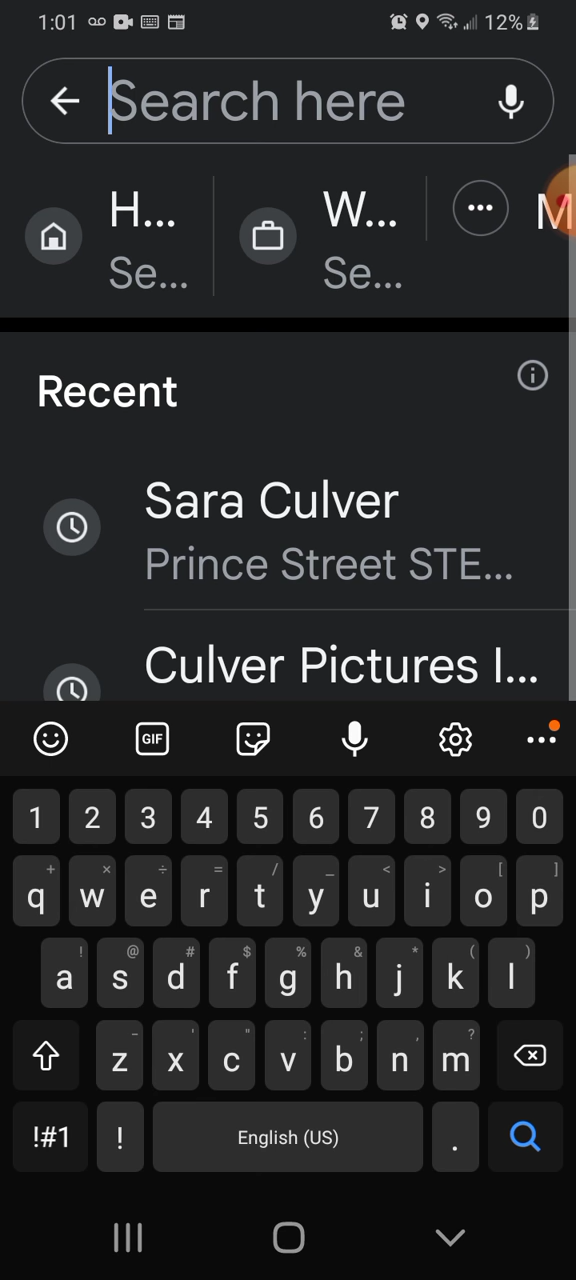 1:01 12%
Search here
H... W... M
Se... Se...
Recent
Sara Culver
Prince Street STE...
Culver Pictures I...
GIF
1 2 3 4 5 6 7 8 9 0
+ × ÷ = / _ < > [ ]
q w e r t y u i o p
! @ # $ % & * ( )
a s d f g h j k l
- ' " : ; , ?
z x c v b n m
!#1 ! English (US) .